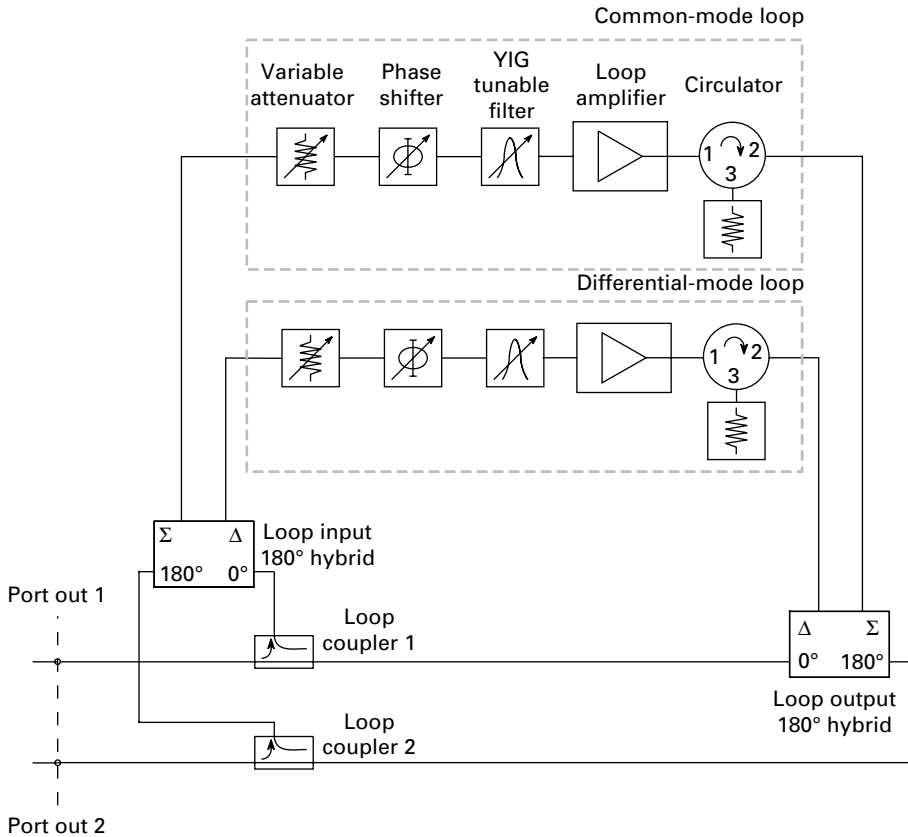 Common-mode loop
Variable
attenuator
Phase
shifter
YIG
tunable
filter
Loop
amplifier
Circulator
1 2
3
Differential-mode loop
1 2
3
Σ Δ
180° 0°
Loop input
180° hybrid
Port out 1
Loop
coupler 1
Δ Σ
0° 180°
Loop output
180° hybrid
Loop
coupler 2
Port out 2